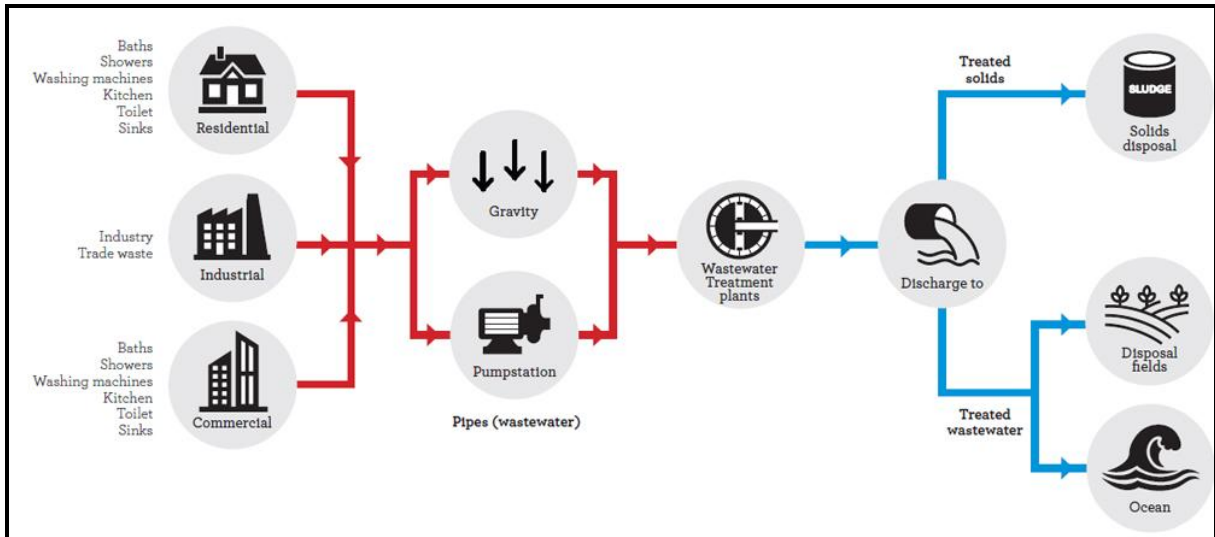 Baths
Showers
Washing machines
Kitchen
Toilet
Sinks
Residential
Industry
Trade waste
Industrial
Baths
Showers
Washing machines
Kitchen
Toilet
Sinks
Commercial
Gravity
Pumpstation
Pipes (wastewater)
Wastewater
Treatment
plants
Discharge to
Treated
solids
SLUDGE
Solids
disposal
Treated
wastewater
Disposal
fields
Ocean